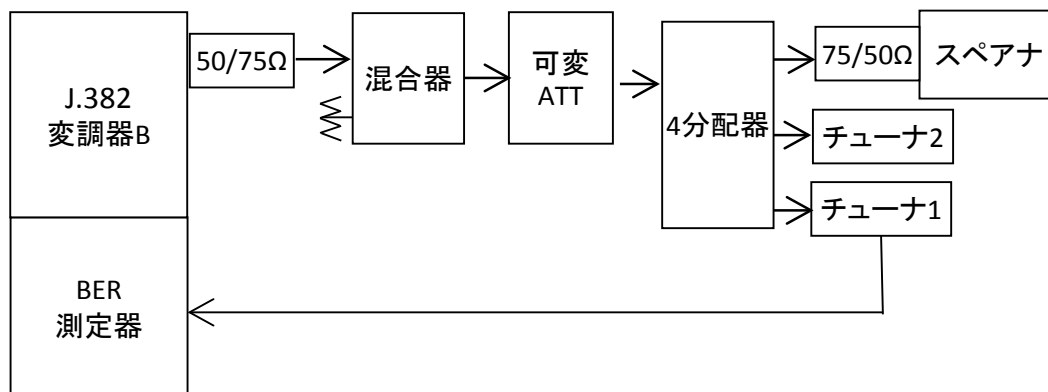 J.382
変調器B
50/75Ω
混合器
可変
ATT
4分配器
75/50Ω
スペアナ
チューナ2
チューナ1
BER
測定器